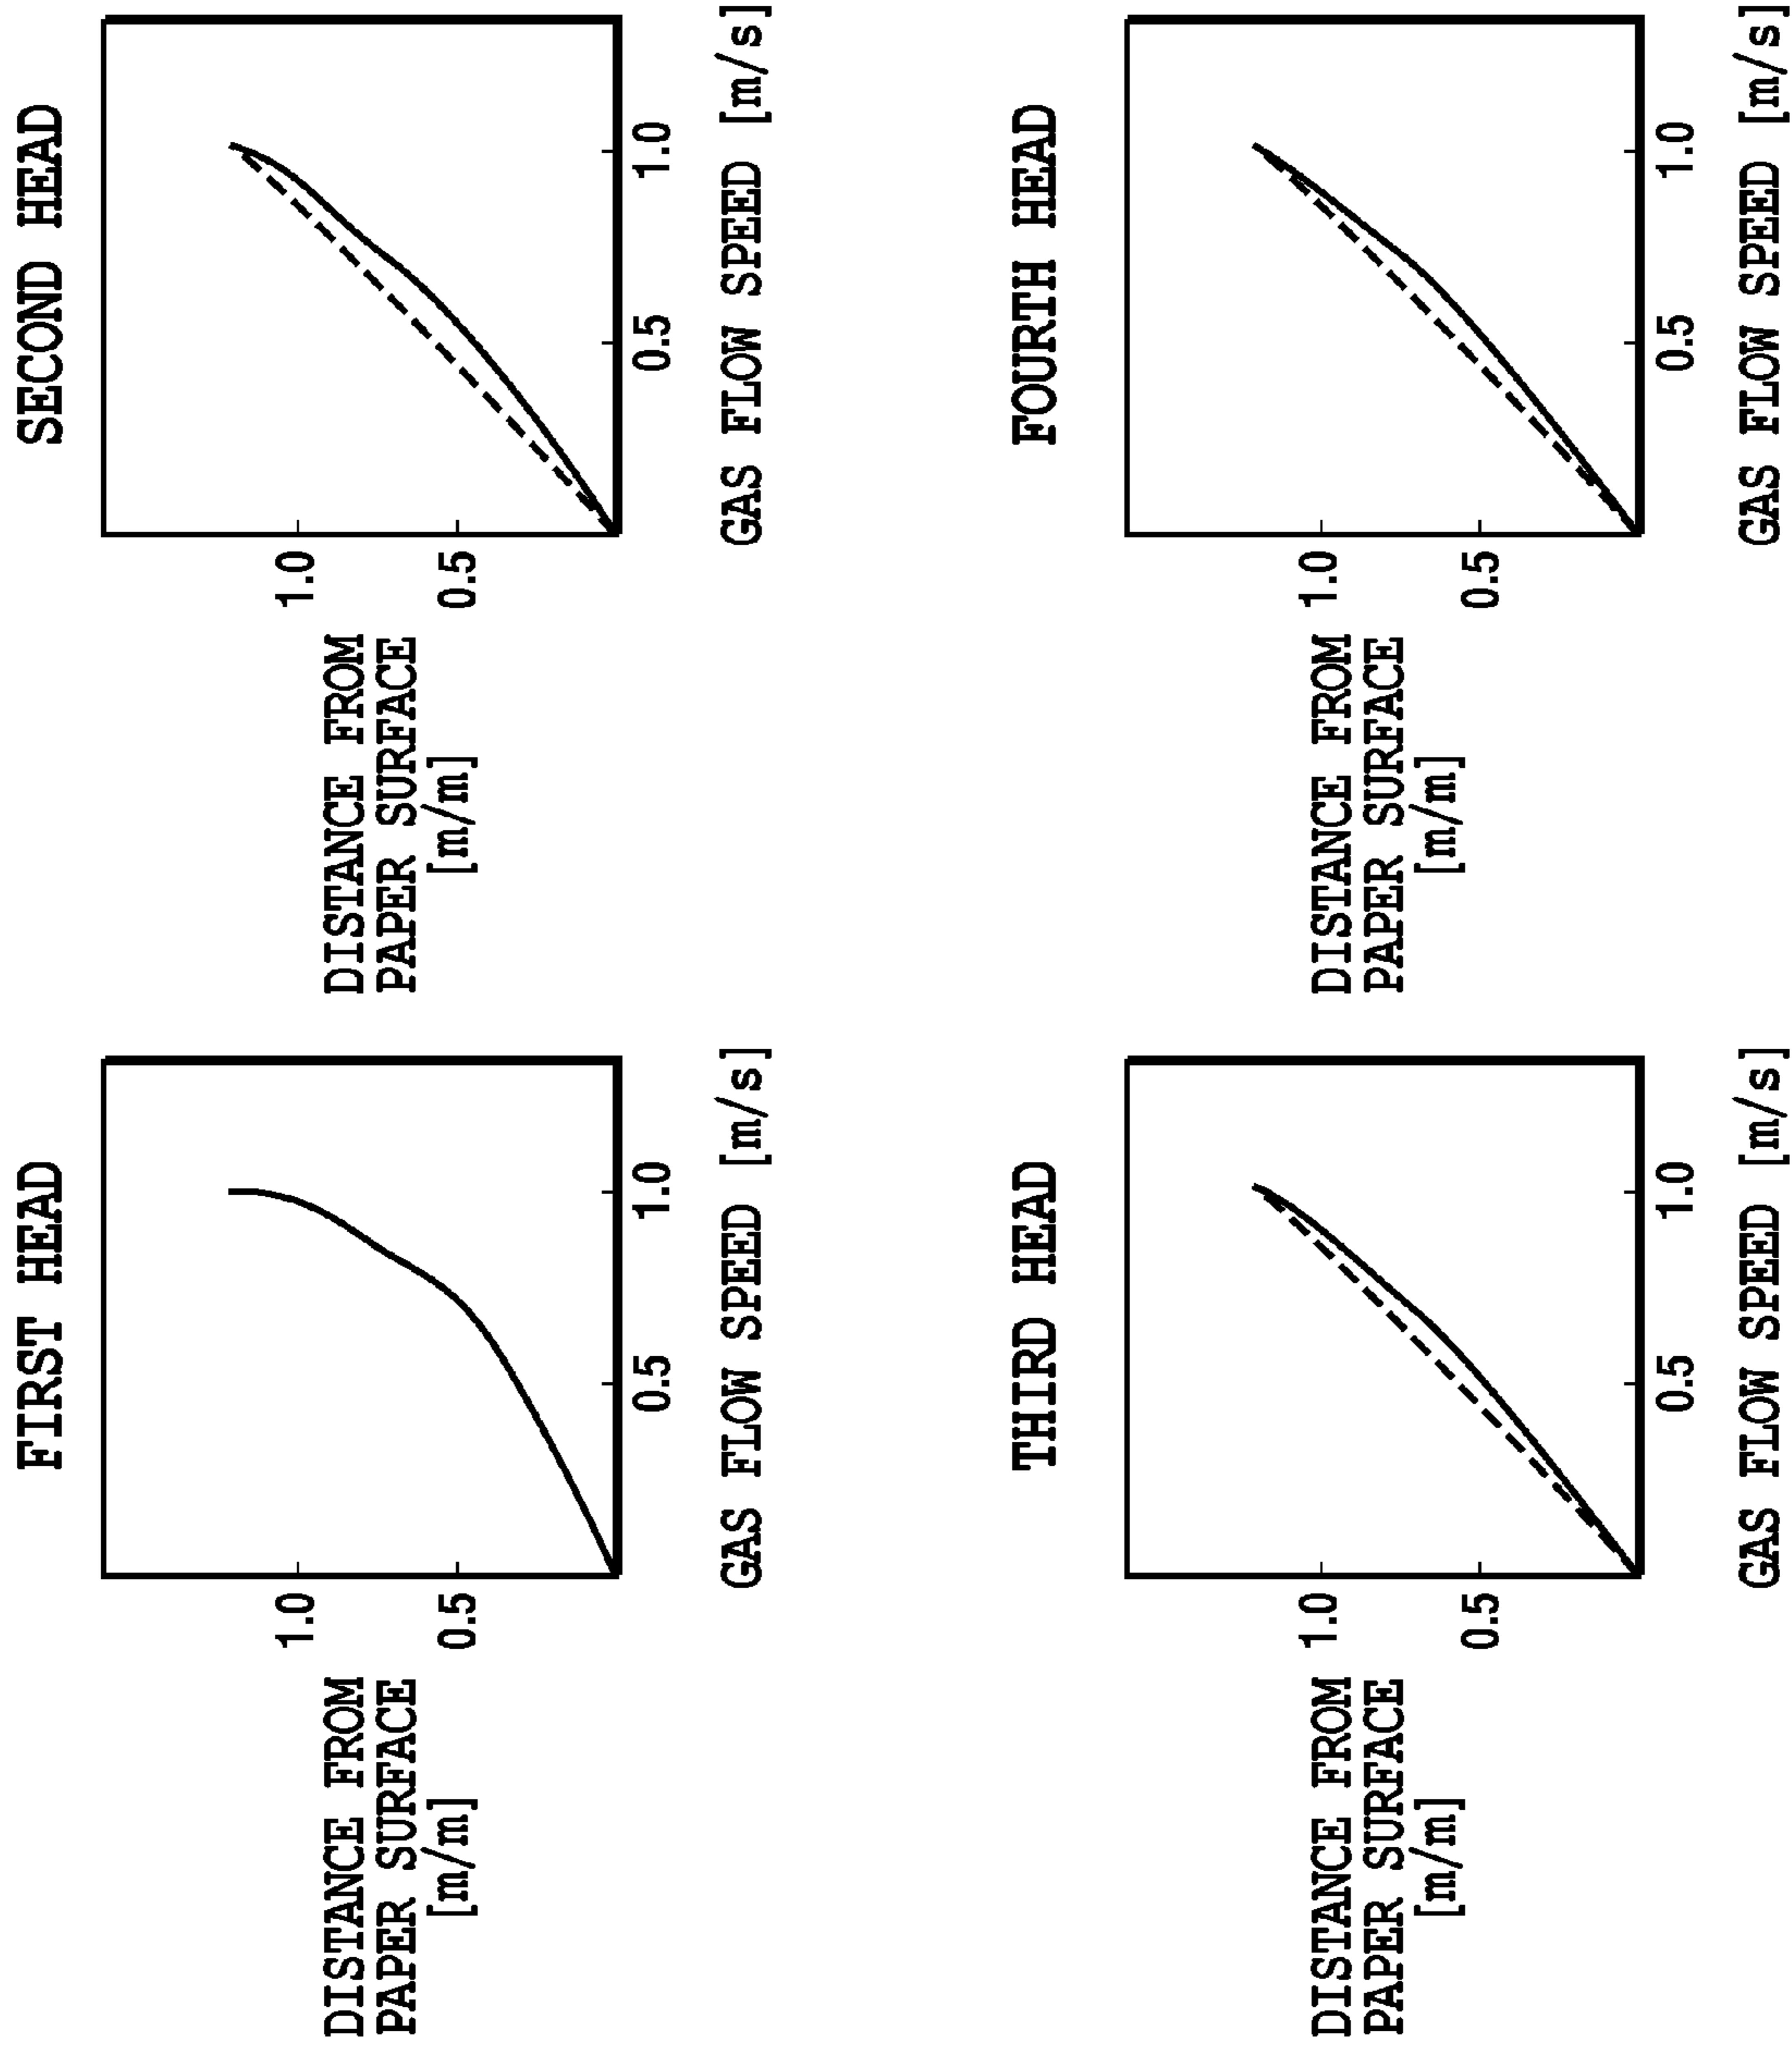 FIRST HEAD
1.0
0.5
DISTANCE FROM
PAPER SURFACE
[m/m]
0.5
1.0
GAS FLOW SPEED [m/s]
SECOND HEAD
1.0
0.5
DISTANCE FROM
PAPER SURFACE
[m/m]
0.5
1.0
GAS FLOW SPEED [m/s]
THIRD HEAD
1.0
0.5
DISTANCE FROM
PAPER SURFACE
[m/m]
0.5
1.0
GAS FLOW SPEED [m/s]
FOURTH HEAD
1.0
0.5
DISTANCE FROM
PAPER SURFACE
[m/m]
0.5
1.0
GAS FLOW SPEED [m/s]